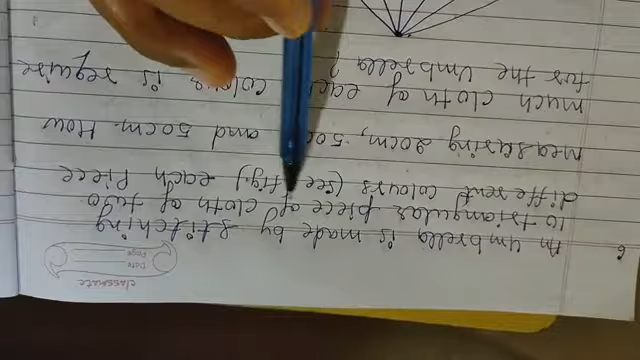 classmate
Date
Page
6 An Umbrella is made by stitching
10 triangular piece of cloth of two
different colours (see fig.) each Piece
measuring 20cm, 50cm and 50cm. How
much cloth of each colour is require
for the Umbrella?